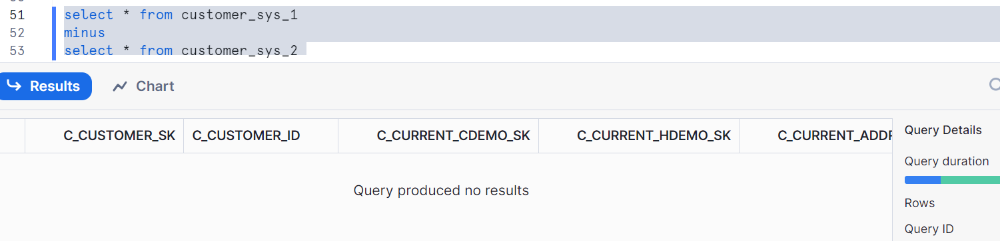 51 select * from customer_sys_1
52 minus
53 select * from customer_sys_2
Results Chart
C_CUSTOMER_SK C_CUSTOMER_ID C_CURRENT_CDEMO_SK C_CURRENT_HDEMO_SK C_CURRENT_ADDR
Query produced no results
Query Details
Query duration
Rows
Query ID